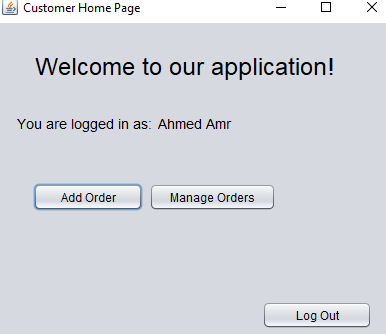 Customer Home Page
Welcome to our application!
You are logged in as: Ahmed Amr
Add Order Manage Orders
Log Out